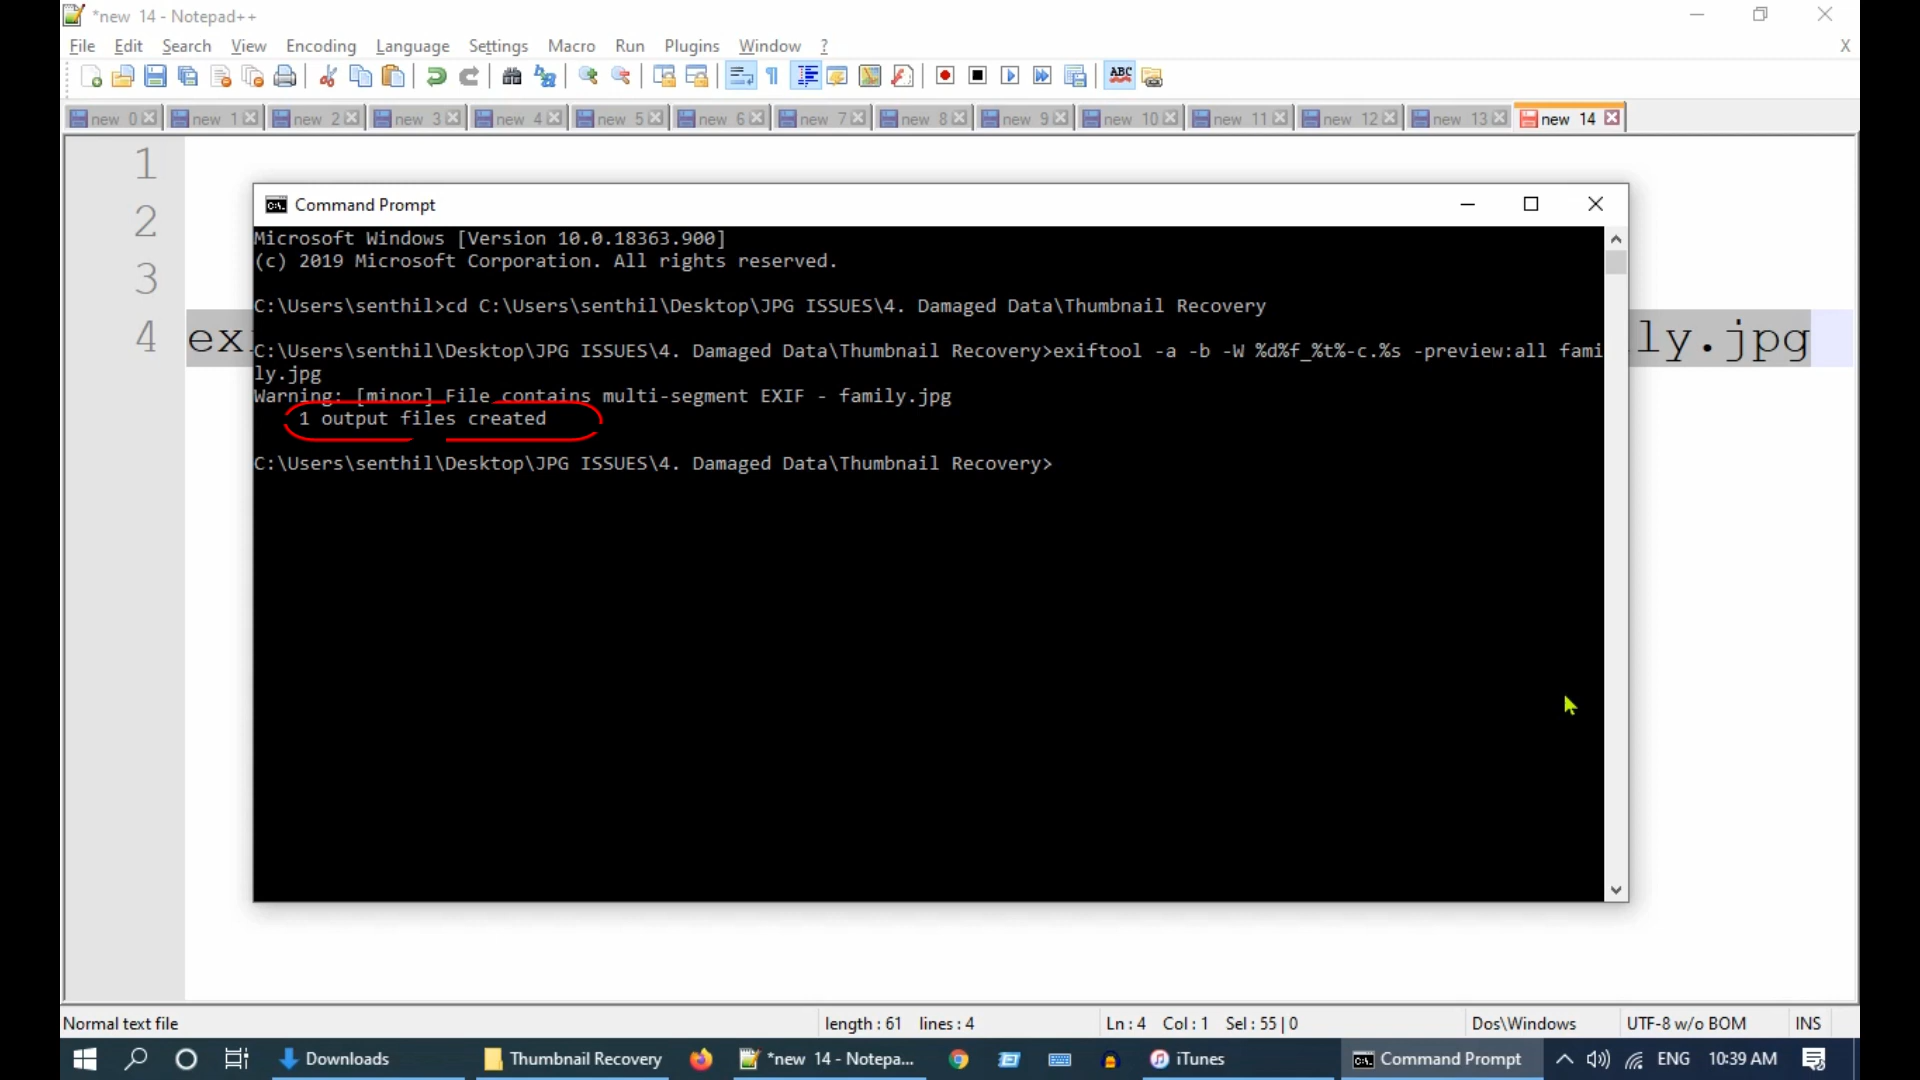 *new 14 - Notepad++
File Edit Search View Encoding Language Settings Macro Run Plugins Window ? X
ABC
new 0 new 1 new 2 new 3 new 4 new 5 new 6 new 7 new 8 new 9 new 10 new 11 new 12 new 13 new 14
1
2
3
4 ex ly.jpg
Command Prompt
Microsoft Windows [Version 10.0.18363.900]
(c) 2019 Microsoft Corporation. All rights reserved.
C:\Users\senthil>cd C:\Users\senthil\Desktop\JPG ISSUES\4. Damaged Data\Thumbnail Recovery
C:\Users\senthil\Desktop\JPG ISSUES\4. Damaged Data\Thumbnail Recovery>exiftool -a -b -W %d%f_%t%-c.%s -preview:all fami
ly.jpg
Warning: [minor] File contains multi-segment EXIF - family.jpg
1 output files created
C:\Users\senthil\Desktop\JPG ISSUES\4. Damaged Data\Thumbnail Recovery>
Normal text file length : 61 lines : 4 Ln : 4 Col : 1 Sel : 55 | 0 Dos\Windows UTF-8 w/o BOM INS
Downloads Thumbnail Recovery *new 14 - Notepa... iTunes Command Prompt ENG 10:39 AM